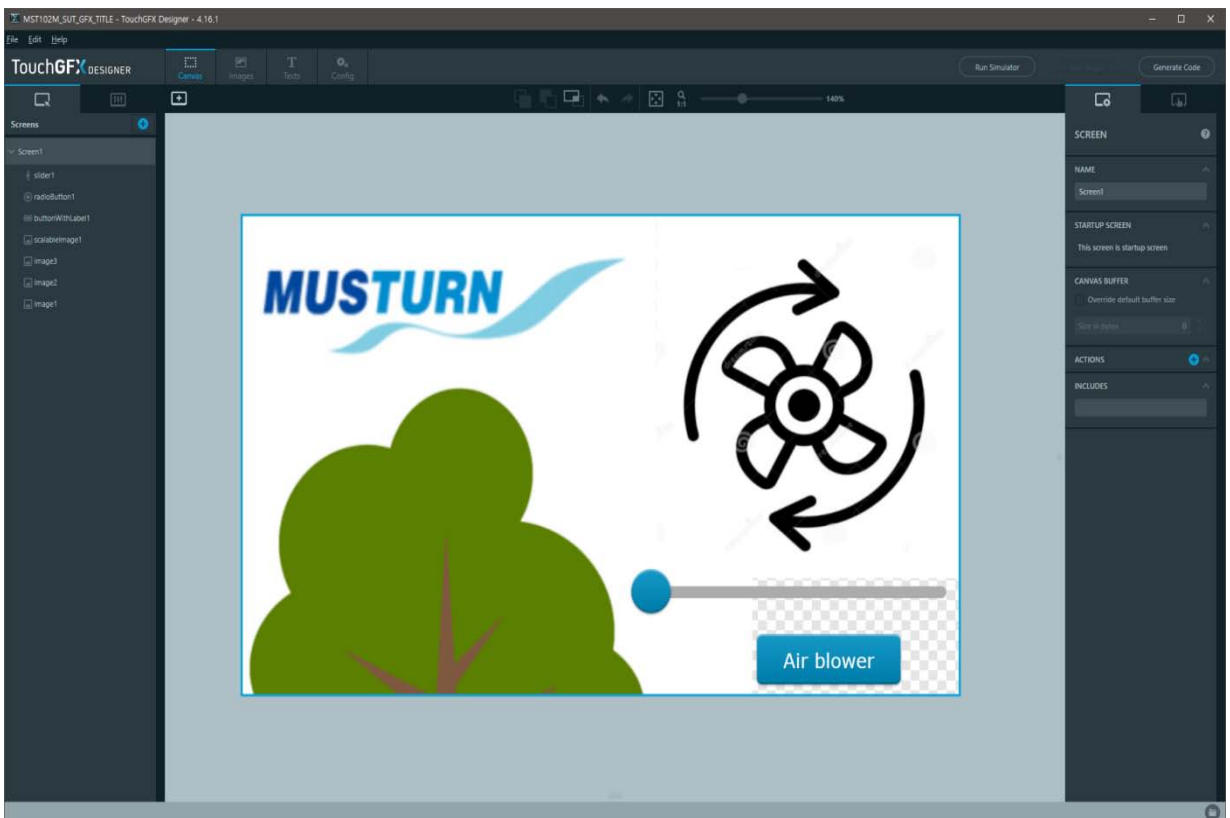 MST102M_SUT_GFX_TITLE - TouchGFX Designer - 4.16.1
File Edit Help
TouchGFX DESIGNER
Canvas Images Texts Config
Run Simulator
Generate Code
140%
1:1
Screens
Screen1
slider1
radioButton1
buttonWithLabel1
scalableImage1
image3
image2
image1
MUSTURN
Air blower
SCREEN
NAME
Screen1
STARTUP SCREEN
This screen is startup screen
CANVAS BUFFER
Override default buffer size
Size in bytes 0
ACTIONS
INCLUDES